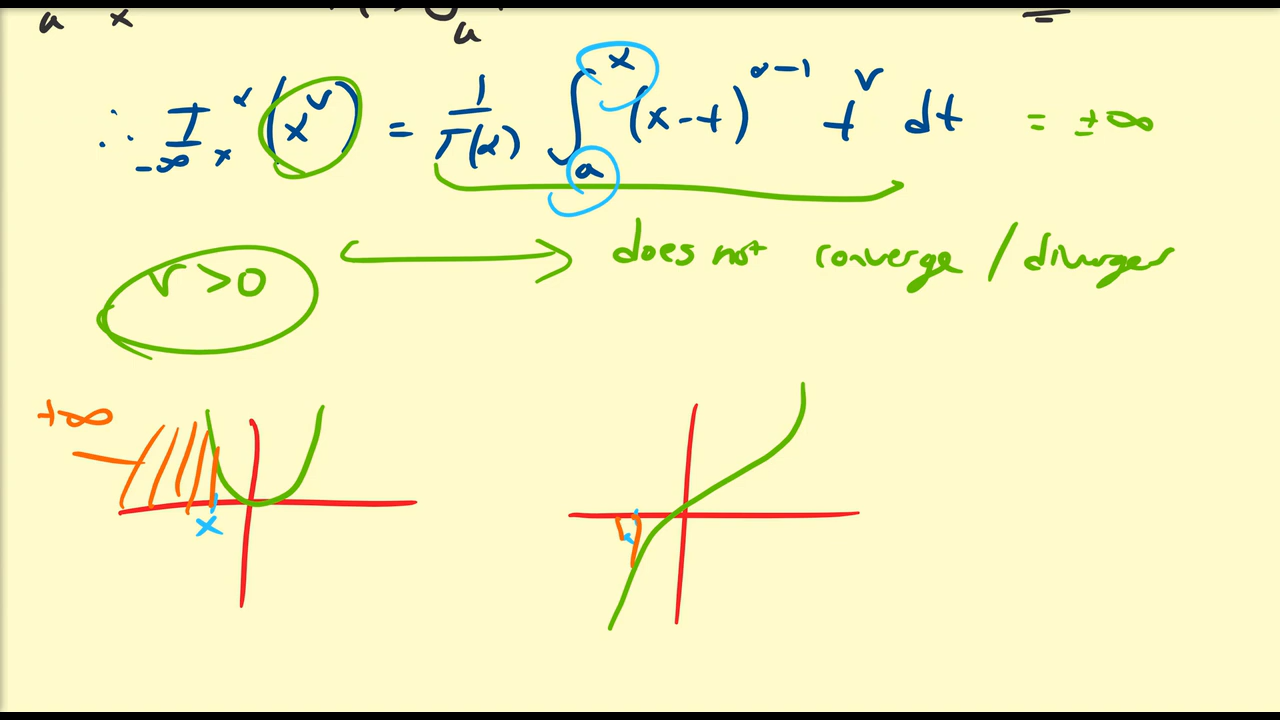 a x a
∴ -∞ I x ^α (x^v) = 1/Γ(α) ∫_a^x (x-t)^{α-1} t^v dt = ±∞
v > 0 ⟶ does not converge / diverges
+∞
x